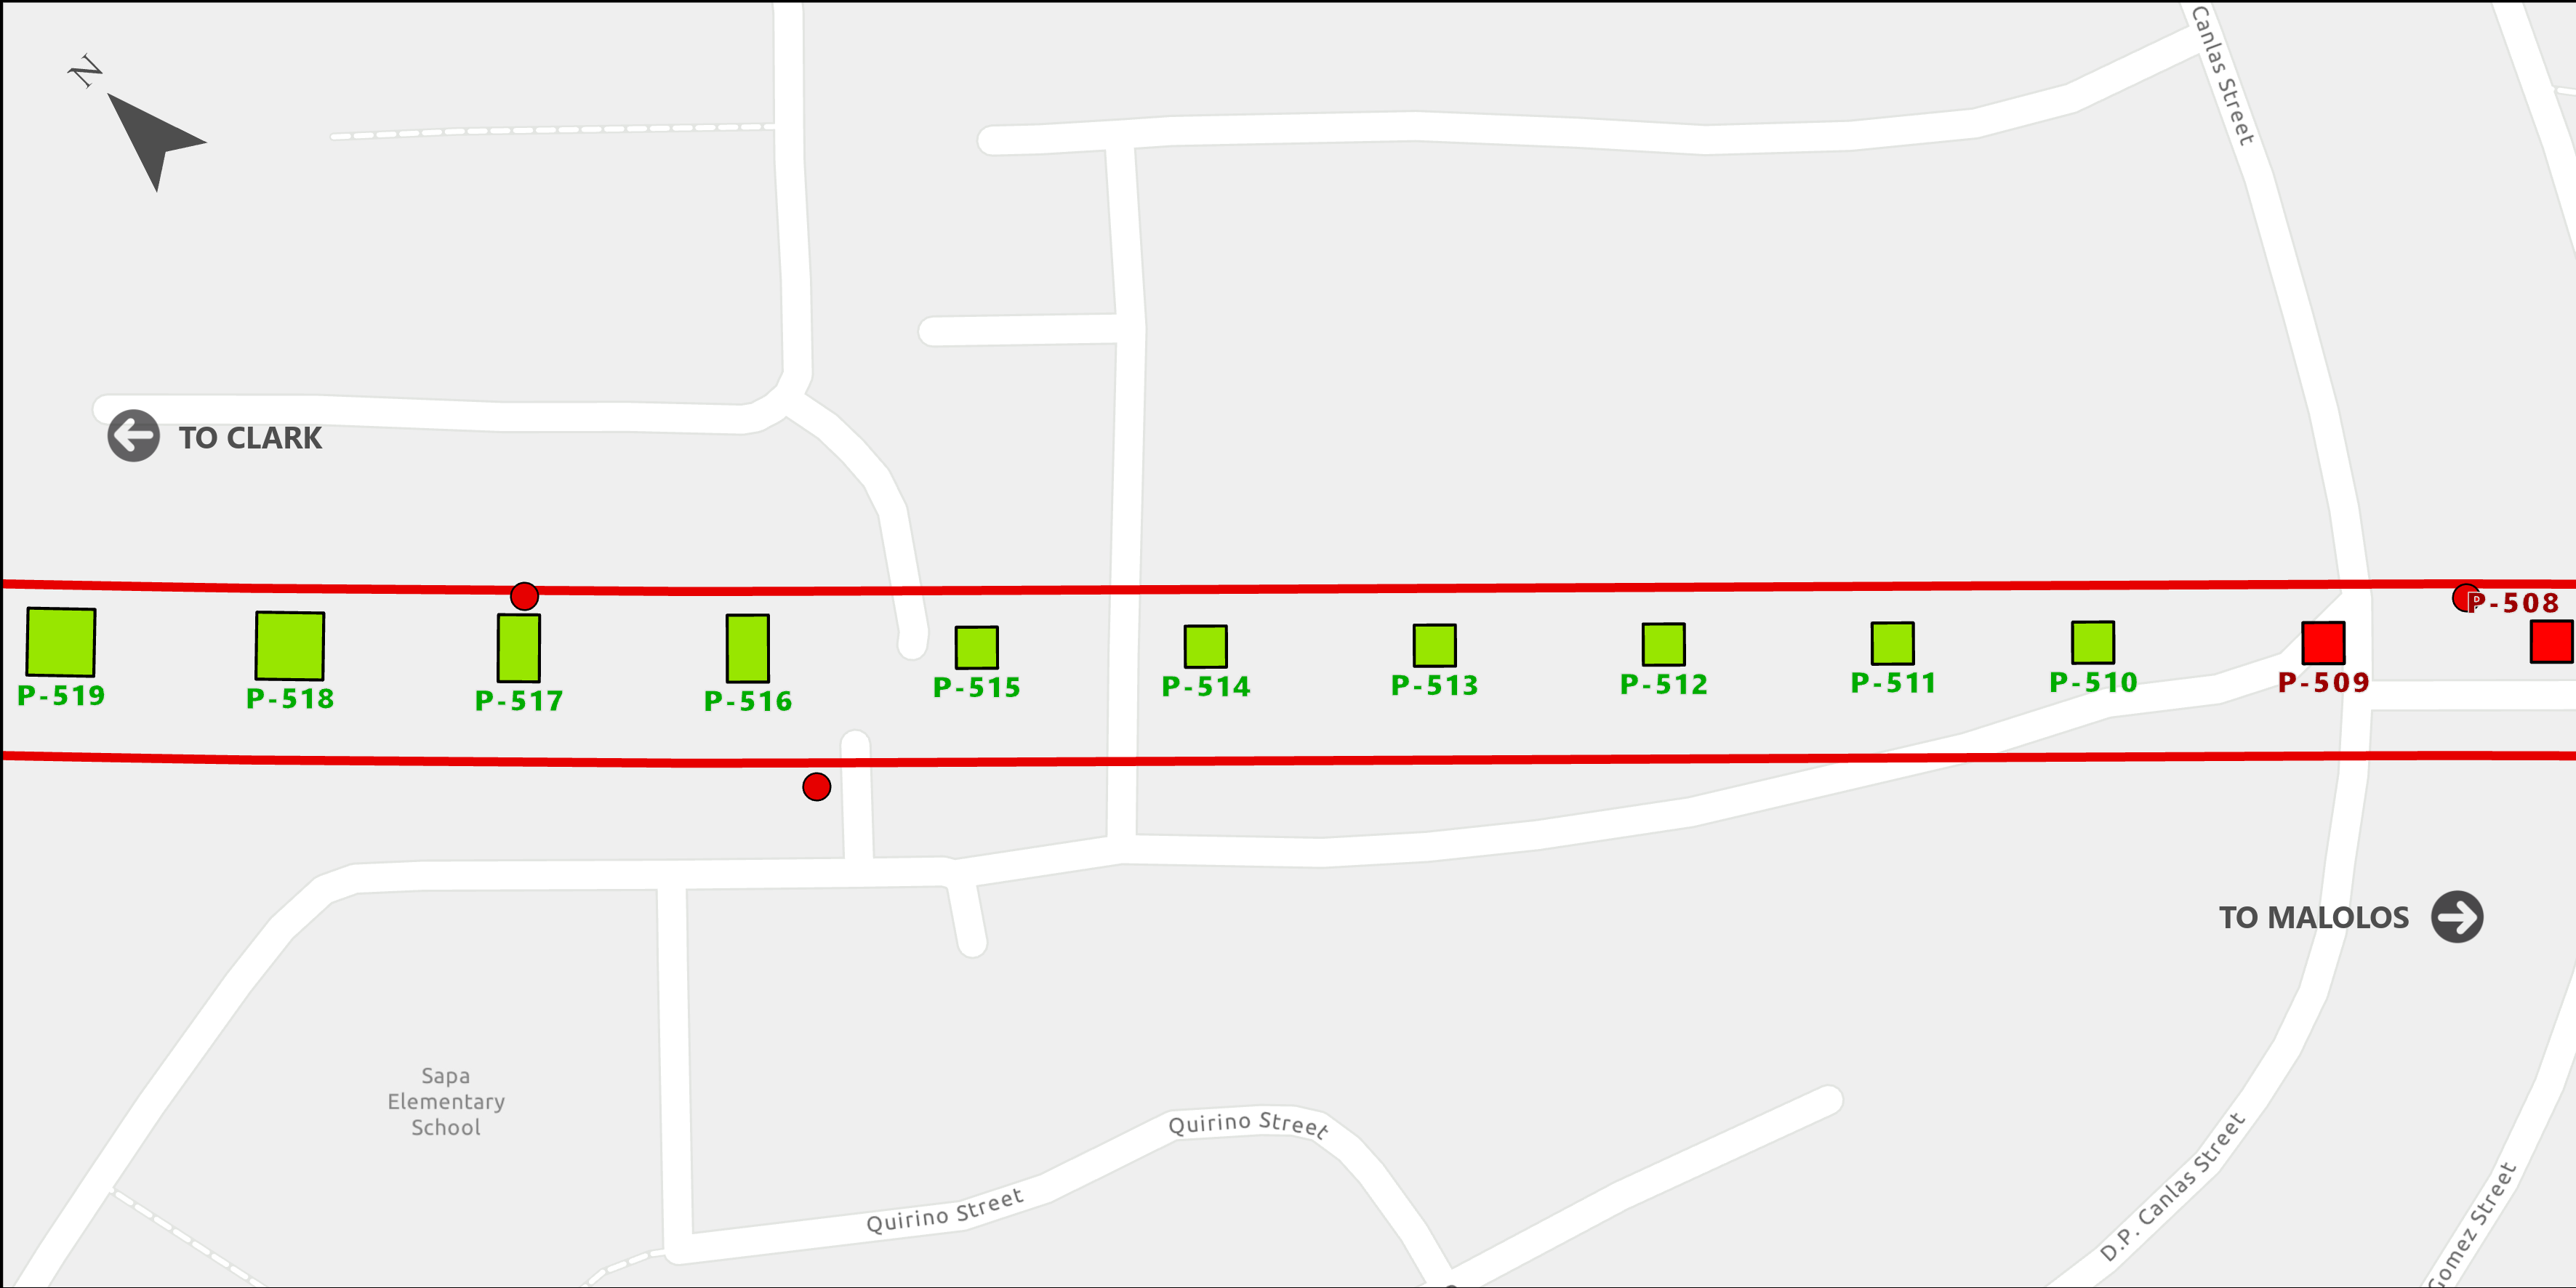 N
Canlas Street
TO CLARK
P-508
P-519
P-518
P-517
P-516
P-515
P-514
P-513
P-512
P-511
P-510
P-509
TO MALOLOS
Sapa
Elementary
School
Quirino Street
Quirino Street
D.P. Canlas Street
Gomez Street